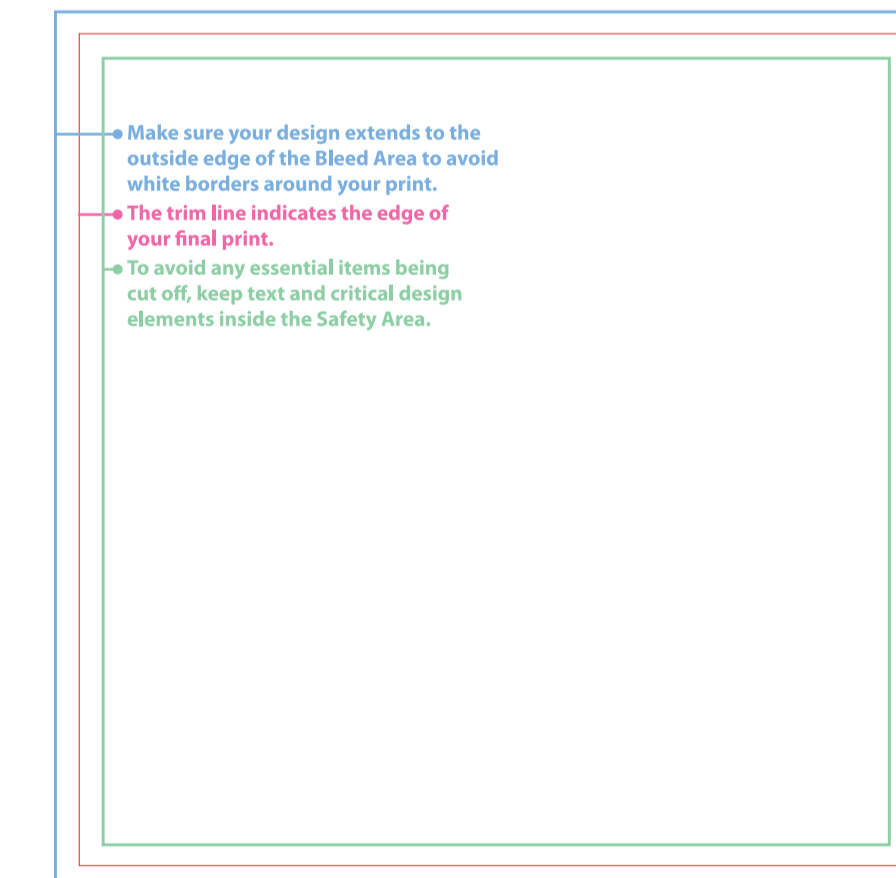 Make sure your design extends to the
outside edge of the Bleed Area to avoid
white borders around your print.
The trim line indicates the edge of
your final print.
To avoid any essential items being
cut off, keep text and critical design
elements inside the Safety Area.